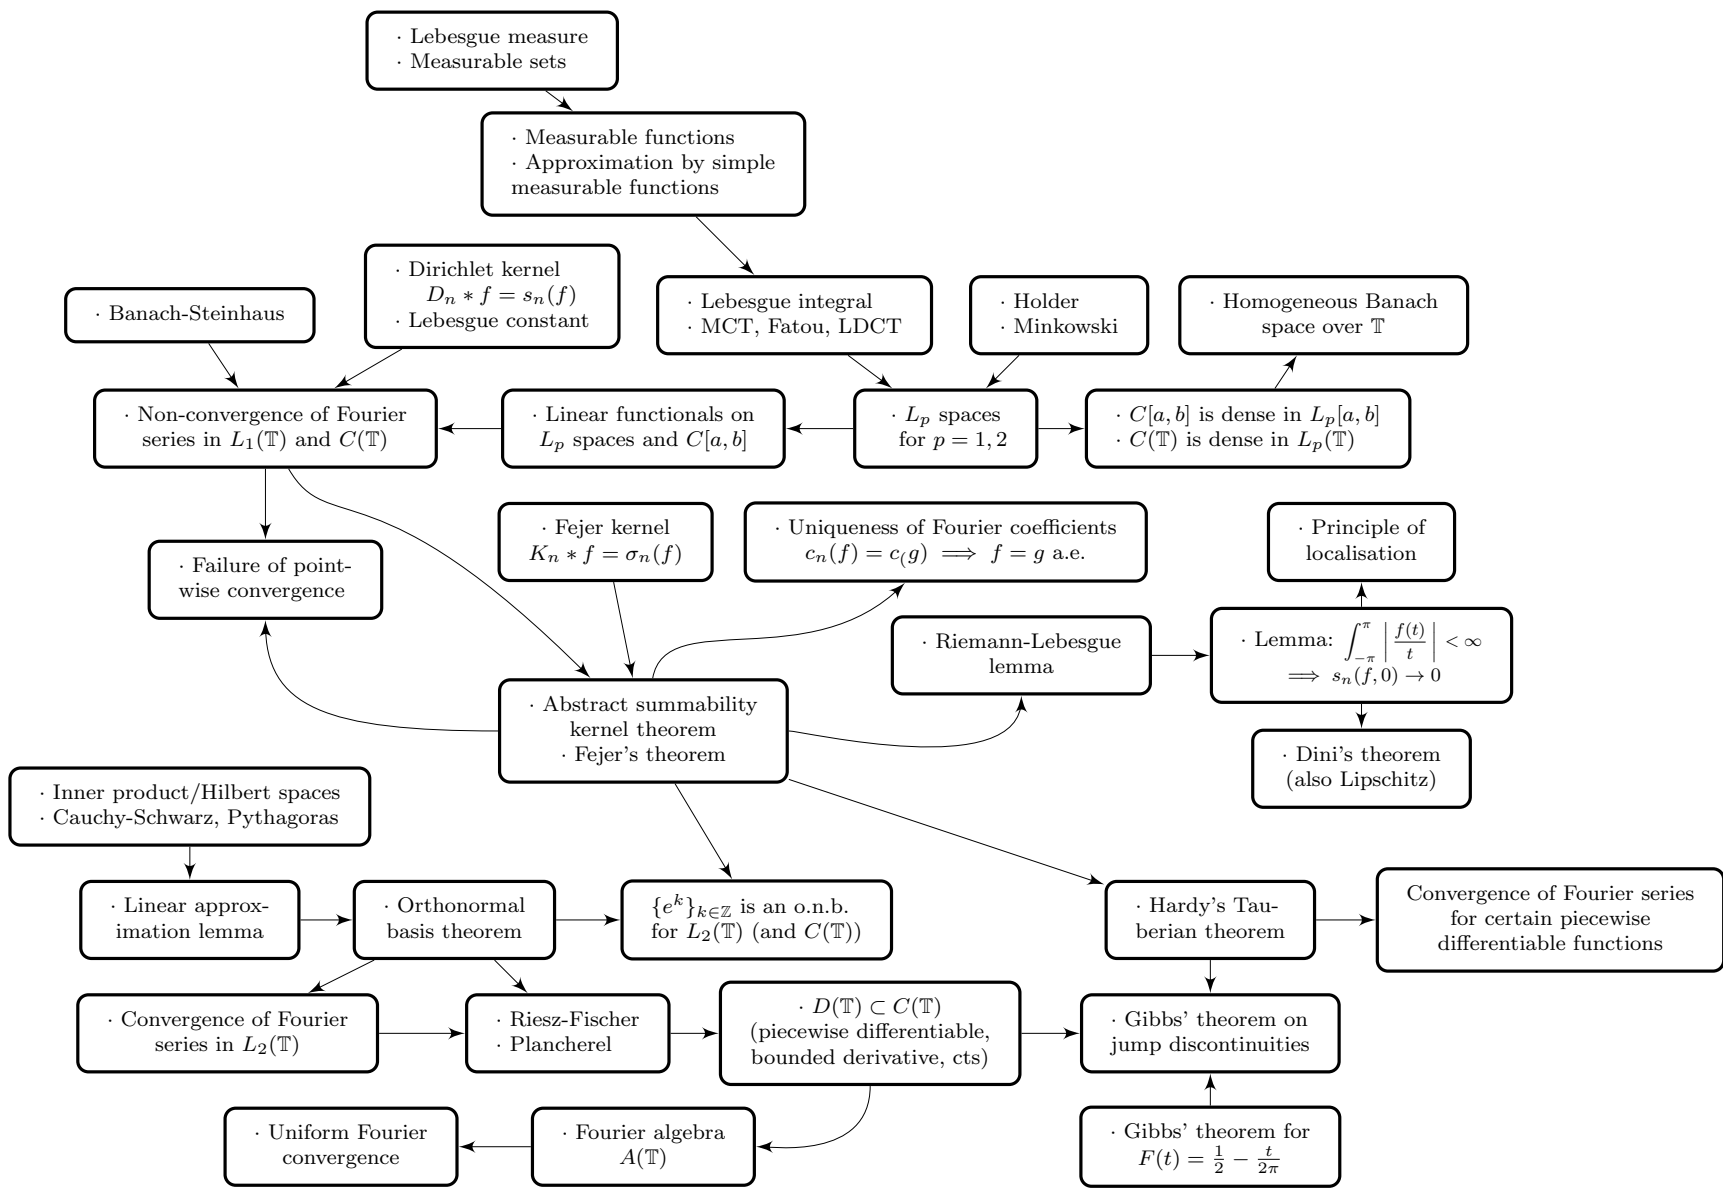 · Lebesgue measure
· Measurable sets
· Measurable functions
· Approximation by simple
measurable functions
· Banach-Steinhaus
· Dirichlet kernel
D_n ∗ f = s_n(f)
· Lebesgue constant
· Lebesgue integral
· MCT, Fatou, LDCT
· Holder
· Minkowski
· Homogeneous Banach
space over 𝕋
· Non-convergence of Fourier
series in L_1(𝕋) and C(𝕋)
· Linear functionals on
L_p spaces and C[a, b]
· L_p spaces
for p = 1, 2
· C[a, b] is dense in L_p[a, b]
· C(𝕋) is dense in L_p(𝕋)
· Failure of point-
wise convergence
· Fejer kernel
K_n ∗ f = σ_n(f)
· Uniqueness of Fourier coefficients
c_n(f) = c_(g) ⟹ f = g a.e.
· Principle of
localisation
· Riemann-Lebesgue
lemma
· Lemma: ∫_{-π}^{π} | f(t)/t | < ∞
⟹ s_n(f, 0) → 0
· Abstract summability
kernel theorem
· Fejer's theorem
· Dini's theorem
(also Lipschitz)
· Inner product/Hilbert spaces
· Cauchy-Schwarz, Pythagoras
· Linear approx-
imation lemma
· Orthonormal
basis theorem
{e^k}_{k∈ℤ} is an o.n.b.
for L_2(𝕋) (and C(𝕋))
· Hardy's Tau-
berian theorem
Convergence of Fourier series
for certain piecewise
differentiable functions
· Convergence of Fourier
series in L_2(𝕋)
· Riesz-Fischer
· Plancherel
· D(𝕋) ⊂ C(𝕋)
(piecewise differentiable,
bounded derivative, cts)
· Gibbs' theorem on
jump discontinuities
· Uniform Fourier
convergence
· Fourier algebra
A(𝕋)
· Gibbs' theorem for
F(t) = 1/2 − t/2π